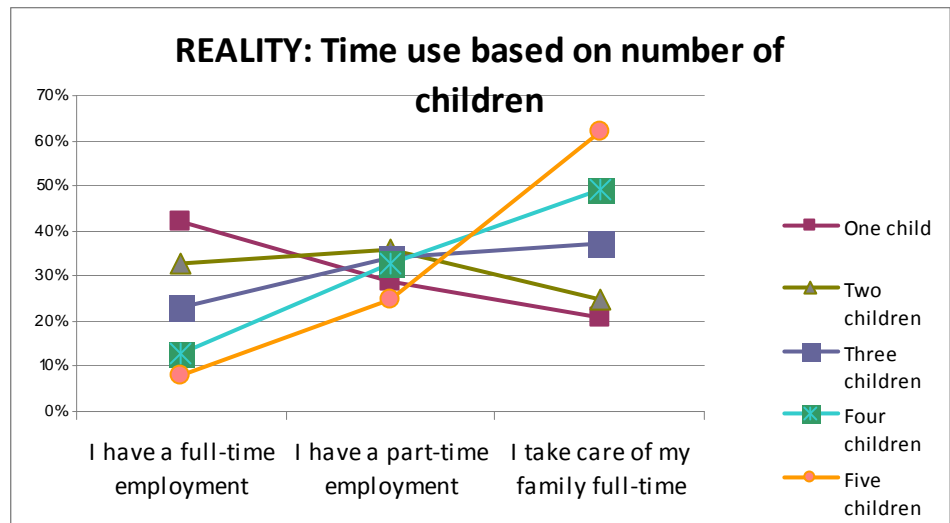 REALITY: Time use based on number of
children
70%
60%
50%
40%
30%
20%
10%
0%
I have a full-time
employment
I have a part-time
employment
I take care of my
family full-time
One child
Two
children
Three
children
Four
children
Five
children